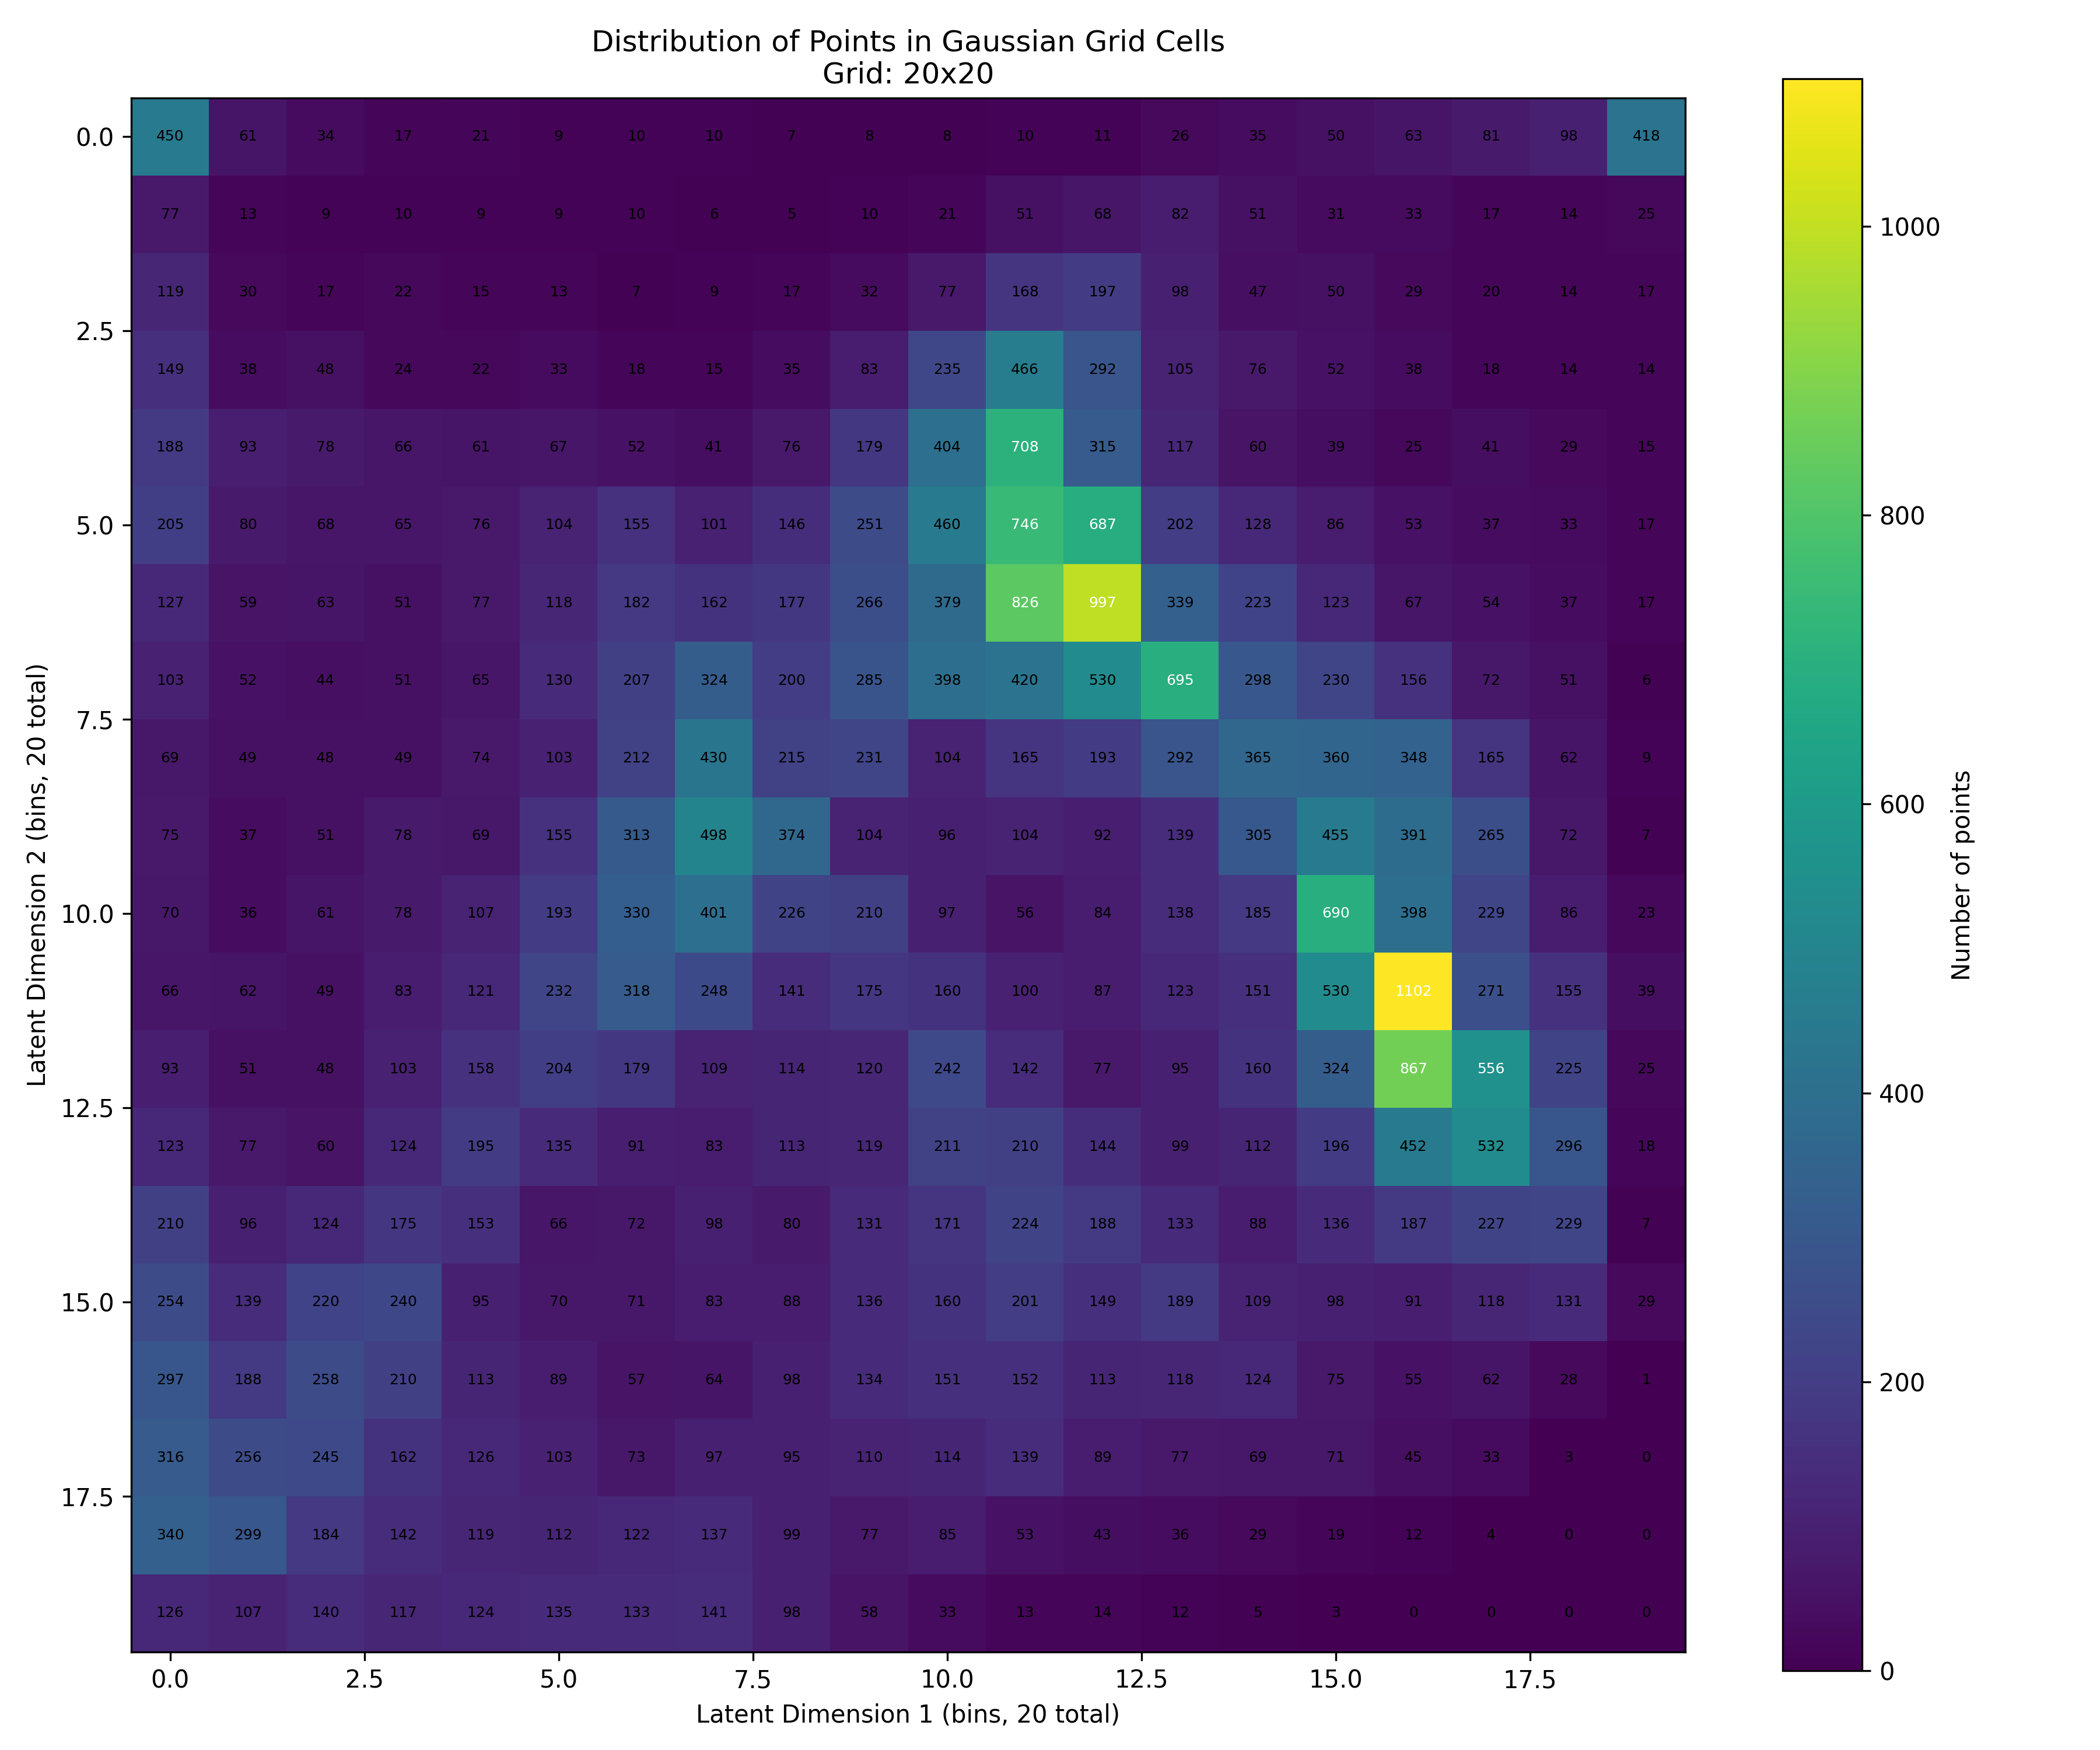 Distribution of Points in Gaussian Grid Cells
Grid: 20x20
0.0 450 61 34 17 21 9 10 10 7 8 8 10 11 26 35 50 63 81 98 418
77 13 9 10 9 9 10 6 5 10 21 51 68 82 51 31 33 17 14 25
119 30 17 22 15 13 7 9 17 32 77 168 197 98 47 50 29 20 14 17
2.5
149 38 48 24 22 33 18 15 35 83 235 466 292 105 76 52 38 18 14 14
188 93 78 66 61 67 52 41 76 179 404 708 315 117 60 39 25 41 29 15
5.0 205 80 68 65 76 104 155 101 146 251 460 746 687 202 128 86 53 37 33 17
127 59 63 51 77 118 182 162 177 266 379 826 997 339 223 123 67 54 37 17
103 52 44 51 65 130 207 324 200 285 398 420 530 695 298 230 156 72 51 6
7.5
69 49 48 49 74 103 212 430 215 231 104 165 193 292 365 360 348 165 62 9
75 37 51 78 69 155 313 498 374 104 96 104 92 139 305 455 391 265 72 7
10.0 70 36 61 78 107 193 330 401 226 210 97 56 84 138 185 690 398 229 86 23
66 62 49 83 121 232 318 248 141 175 160 100 87 123 151 530 1102 271 155 39
93 51 48 103 158 204 179 109 114 120 242 142 77 95 160 324 867 556 225 25
12.5
123 77 60 124 195 135 91 83 113 119 211 210 144 99 112 196 452 532 296 18
210 96 124 175 153 66 72 98 80 131 171 224 188 133 88 136 187 227 229 7
15.0 254 139 220 240 95 70 71 83 88 136 160 201 149 189 109 98 91 118 131 29
297 188 258 210 113 89 57 64 98 134 151 152 113 118 124 75 55 62 28 1
316 256 245 162 126 103 73 97 95 110 114 139 89 77 69 71 45 33 3 0
17.5
340 299 184 142 119 112 122 137 99 77 85 53 43 36 29 19 12 4 0 0
126 107 140 117 124 135 133 141 98 58 33 13 14 12 5 3 0 0 0 0
0.0 2.5 5.0 7.5 10.0 12.5 15.0 17.5
Latent Dimension 1 (bins, 20 total)
Latent Dimension 2 (bins, 20 total)
1000
800
600
400
200
0
Number of points